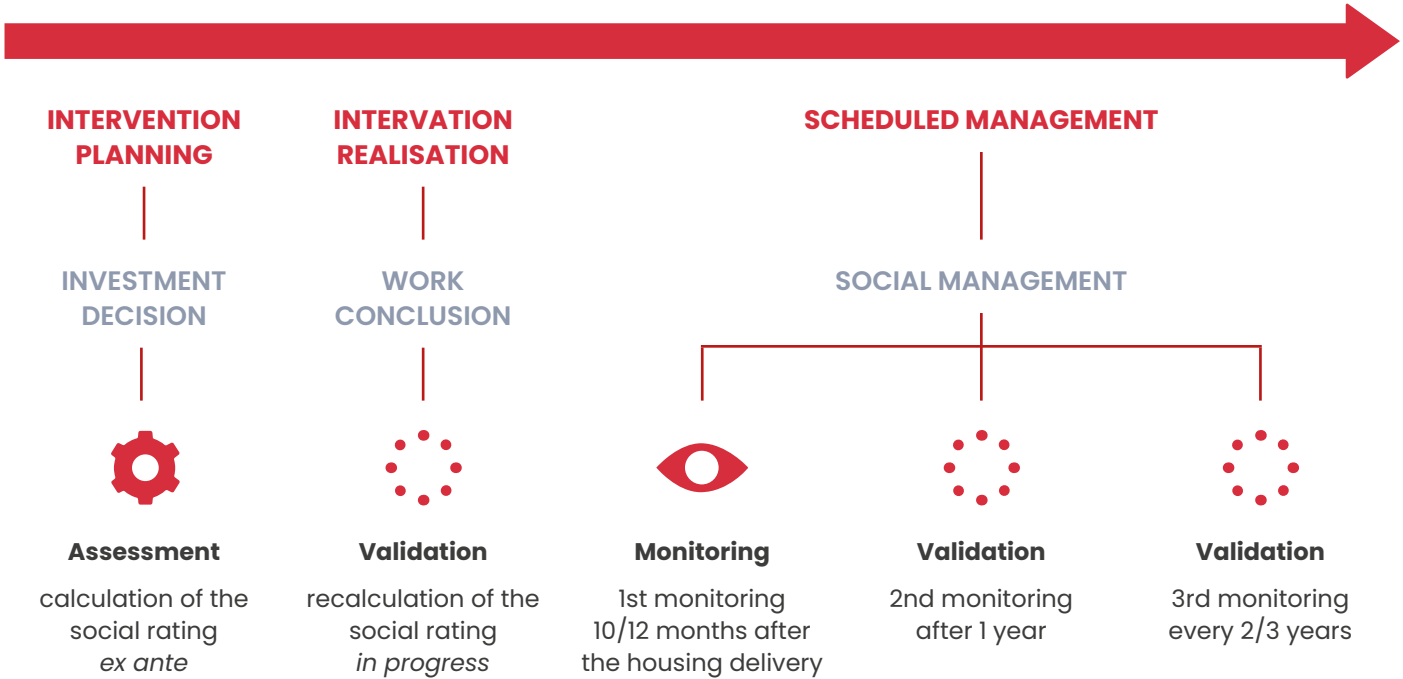 INTERVENTION
PLANNING
INTERVATION
REALISATION
SCHEDULED MANAGEMENT
INVESTMENT
DECISION
WORK
CONCLUSION
SOCIAL MANAGEMENT
Assessment
calculation of the
social rating
ex ante
Validation
recalculation of the
social rating
in progress
Monitoring
1st monitoring
10/12 months after
the housing delivery
Validation
2nd monitoring
after 1 year
Validation
3rd monitoring
every 2/3 years